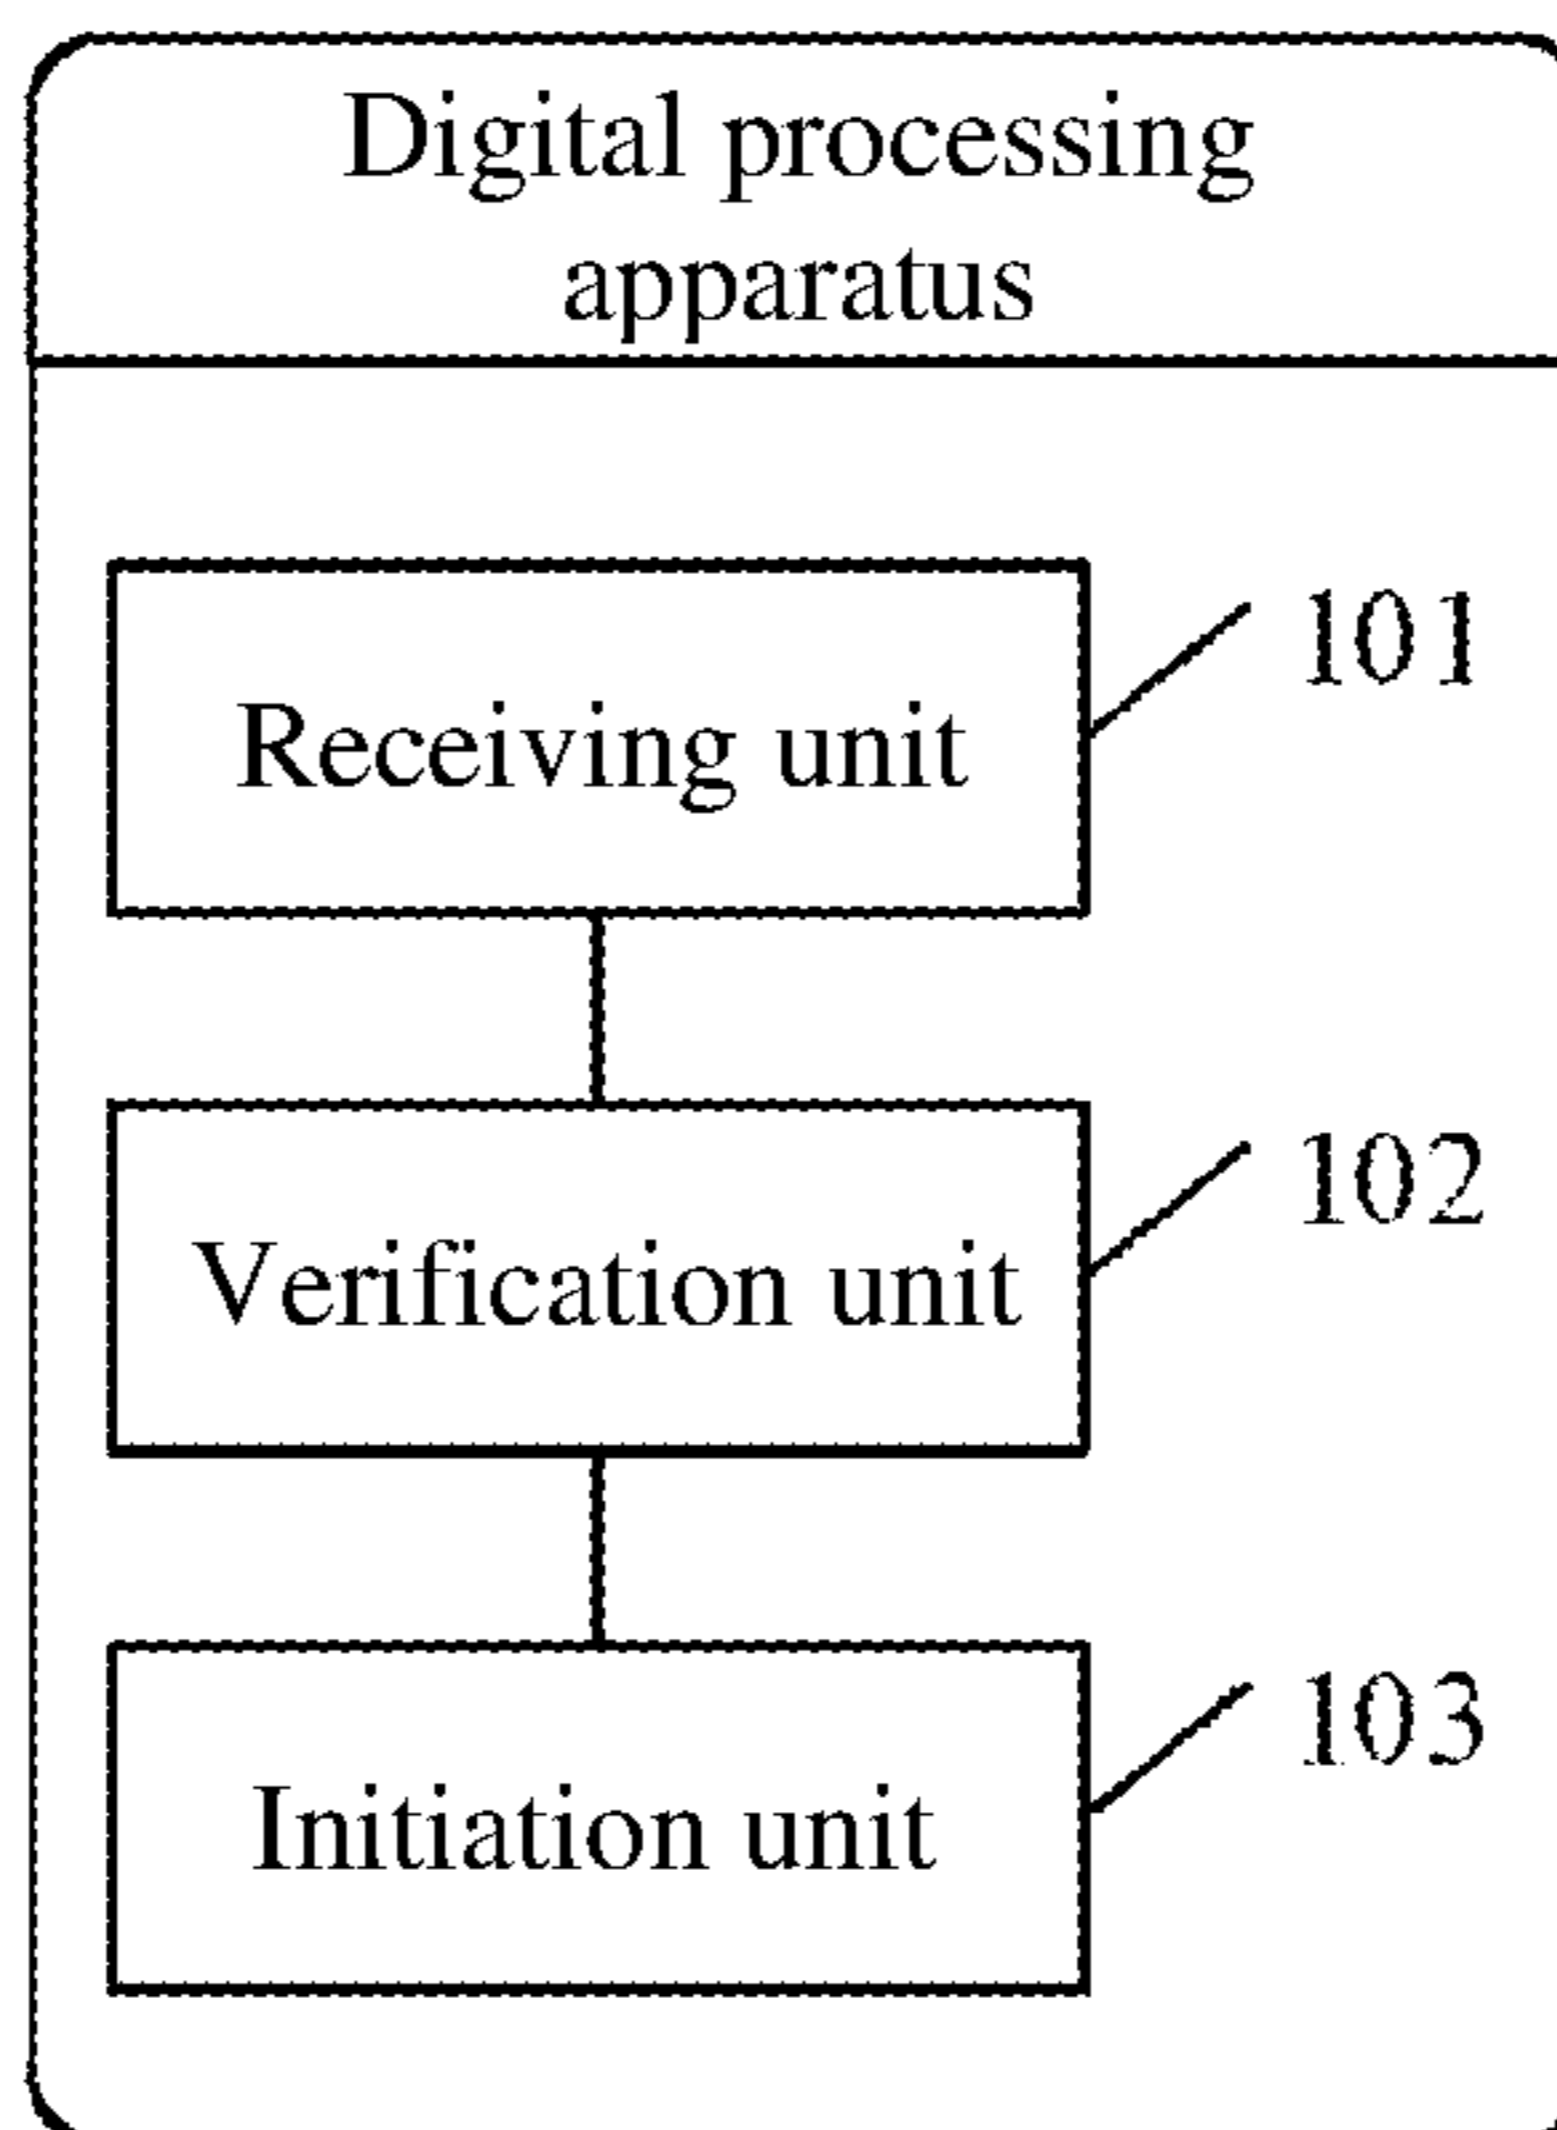 Digital processing
apparatus
Receiving unit
101
Verification unit
102
Initiation unit
103